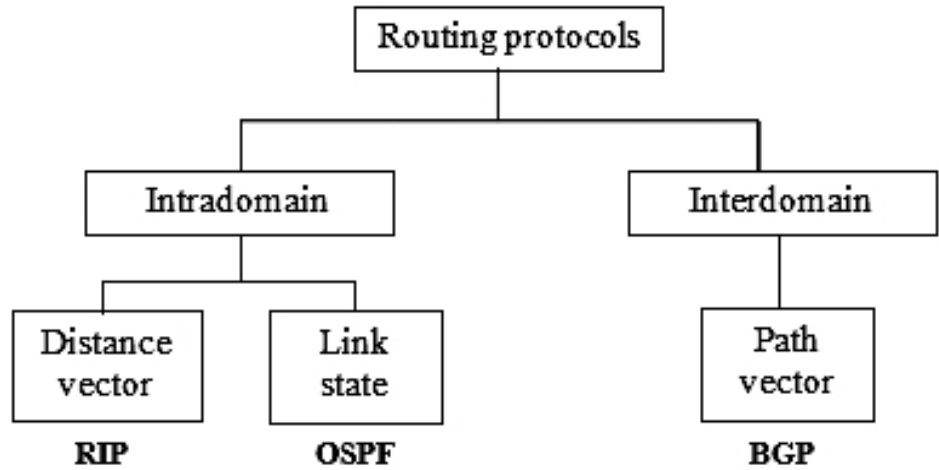 Routing protocols
Intradomain
Interdomain
Distance
vector
Link
state
Path
vector
RIP
OSPF
BGP